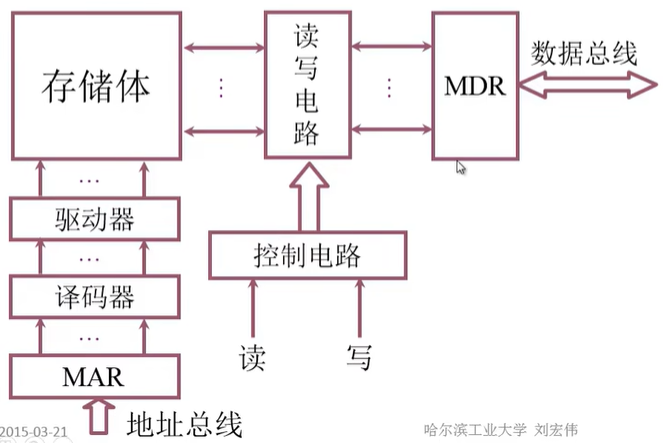 存储体
读写电路
MDR
数据总线
驱动器
控制电路
译码器
读
写
MAR
地址总线
2015-03-21
哈尔滨工业大学 刘宏伟